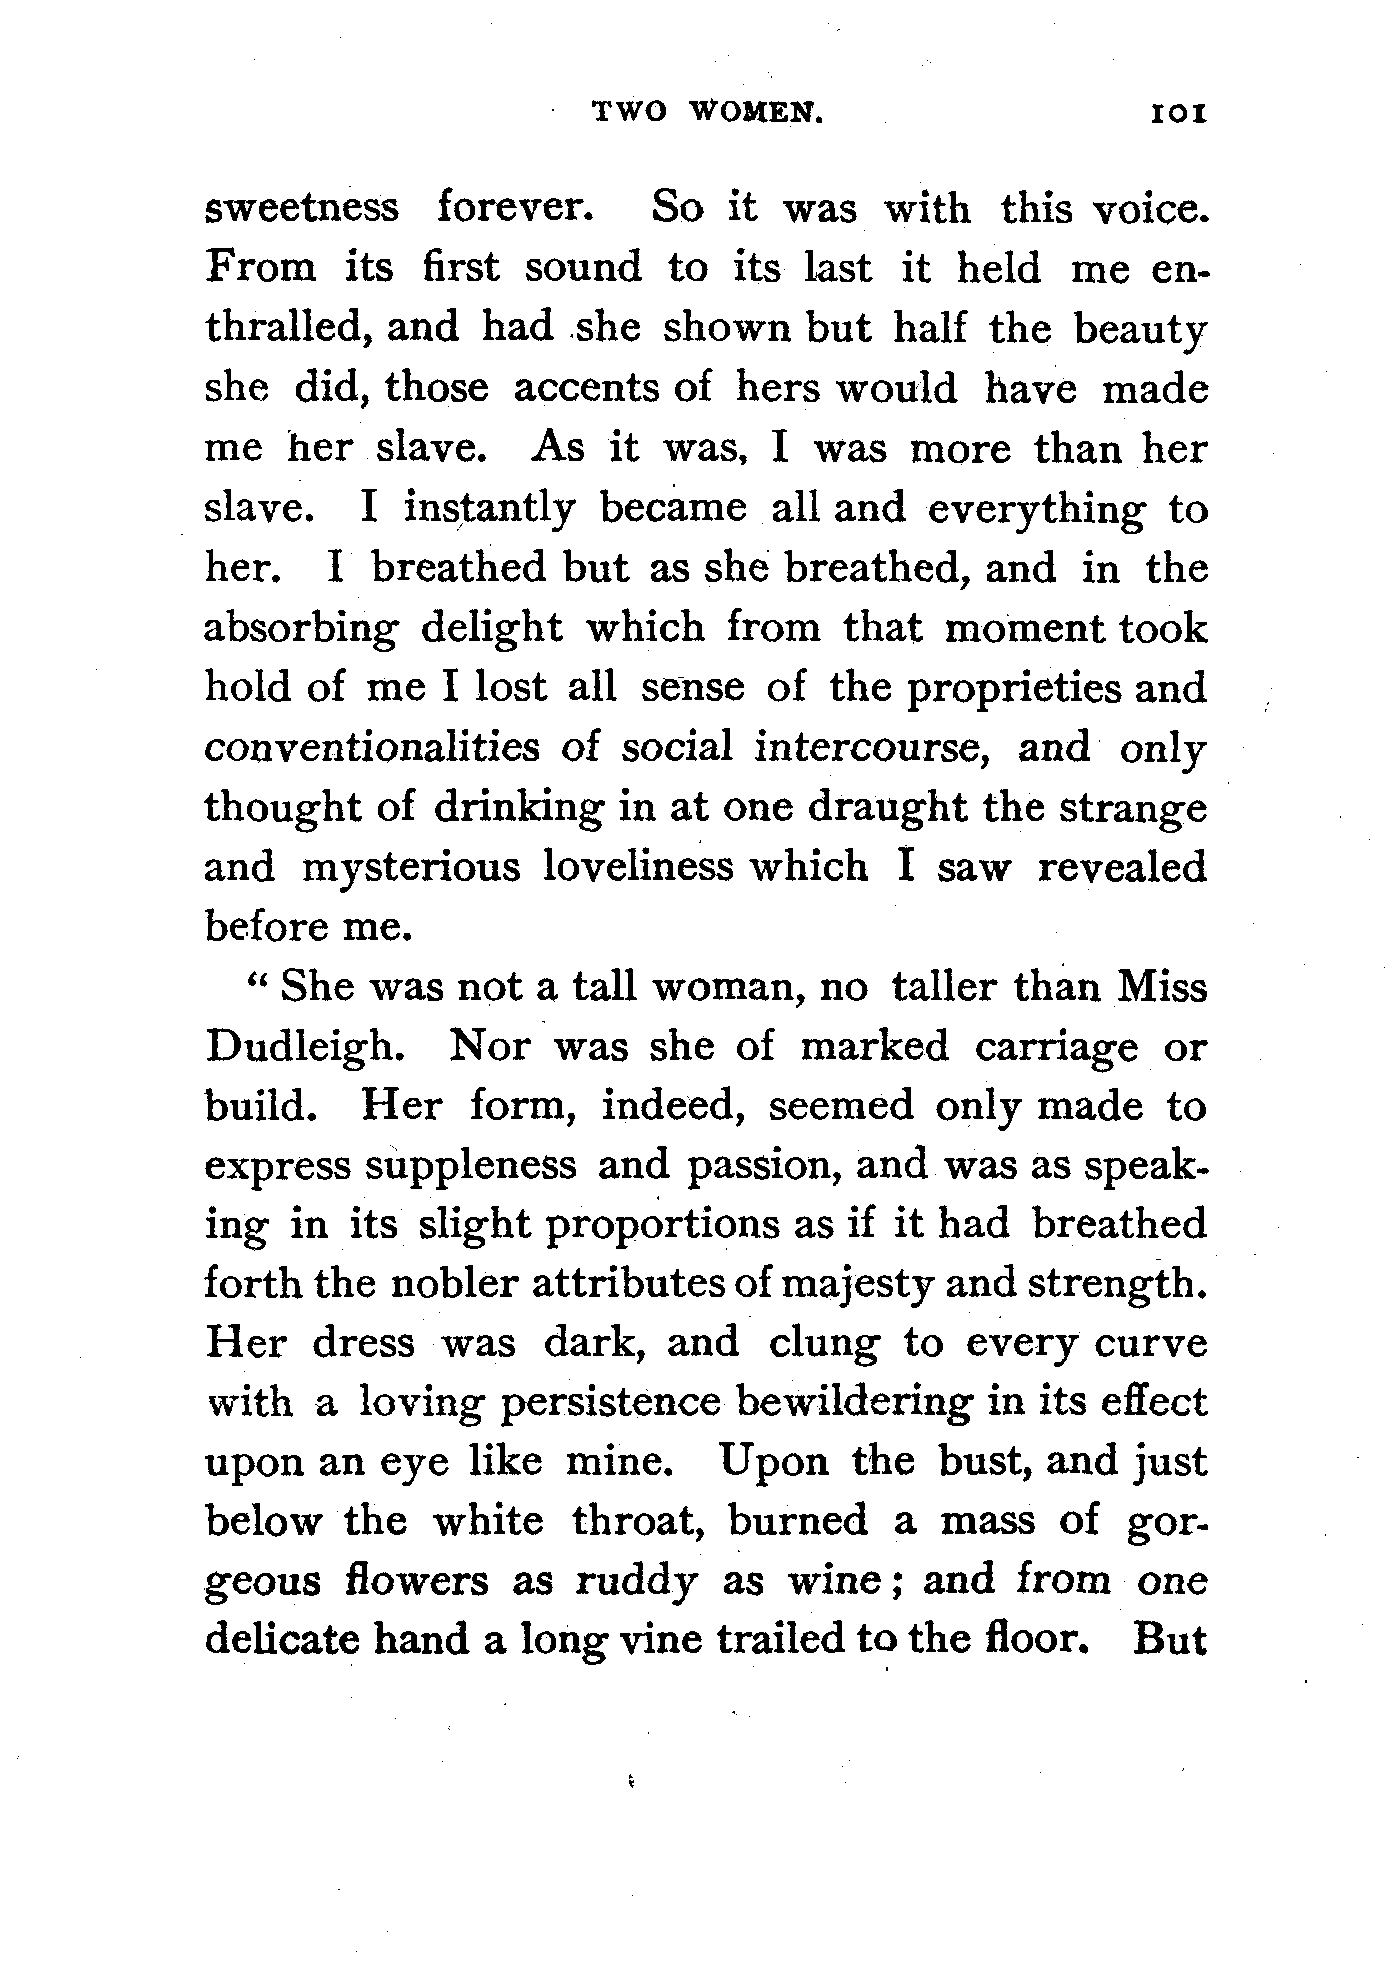 TWO WOMEN. 101
sweetness forever. So it was with this voice.
From its first sound to its last it held me en-
thralled, and had she shown but half the beauty
she did, those accents of hers would have made
me her slave. As it was, I was more than her
slave. I instantly became all and everything to
her. I breathed but as she breathed, and in the
absorbing delight which from that moment took
hold of me I lost all sense of the proprieties and
conventionalities of social intercourse, and only
thought of drinking in at one draught the strange
and mysterious loveliness which I saw revealed
before me.
“ She was not a tall woman, no taller than Miss
Dudleigh. Nor was she of marked carriage or
build. Her form, indeed, seemed only made to
express suppleness and passion, and was as speak-
ing in its slight proportions as if it had breathed
forth the nobler attributes of majesty and strength.
Her dress was dark, and clung to every curve
with a loving persistence bewildering in its effect
upon an eye like mine. Upon the bust, and just
below the white throat, burned a mass of gor-
geous flowers as ruddy as wine ; and from one
delicate hand a long vine trailed to the floor. But